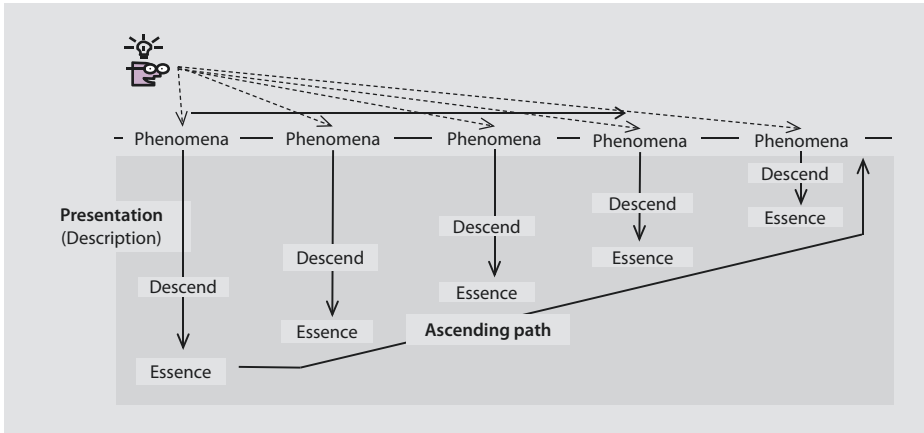 Phenomena Phenomena Phenomena Phenomena Phenomena
Descend
Presentation
(Description)
Descend
Essence
Descend
Essence
Descend
Essence
Descend
Essence
Ascending path
Essence